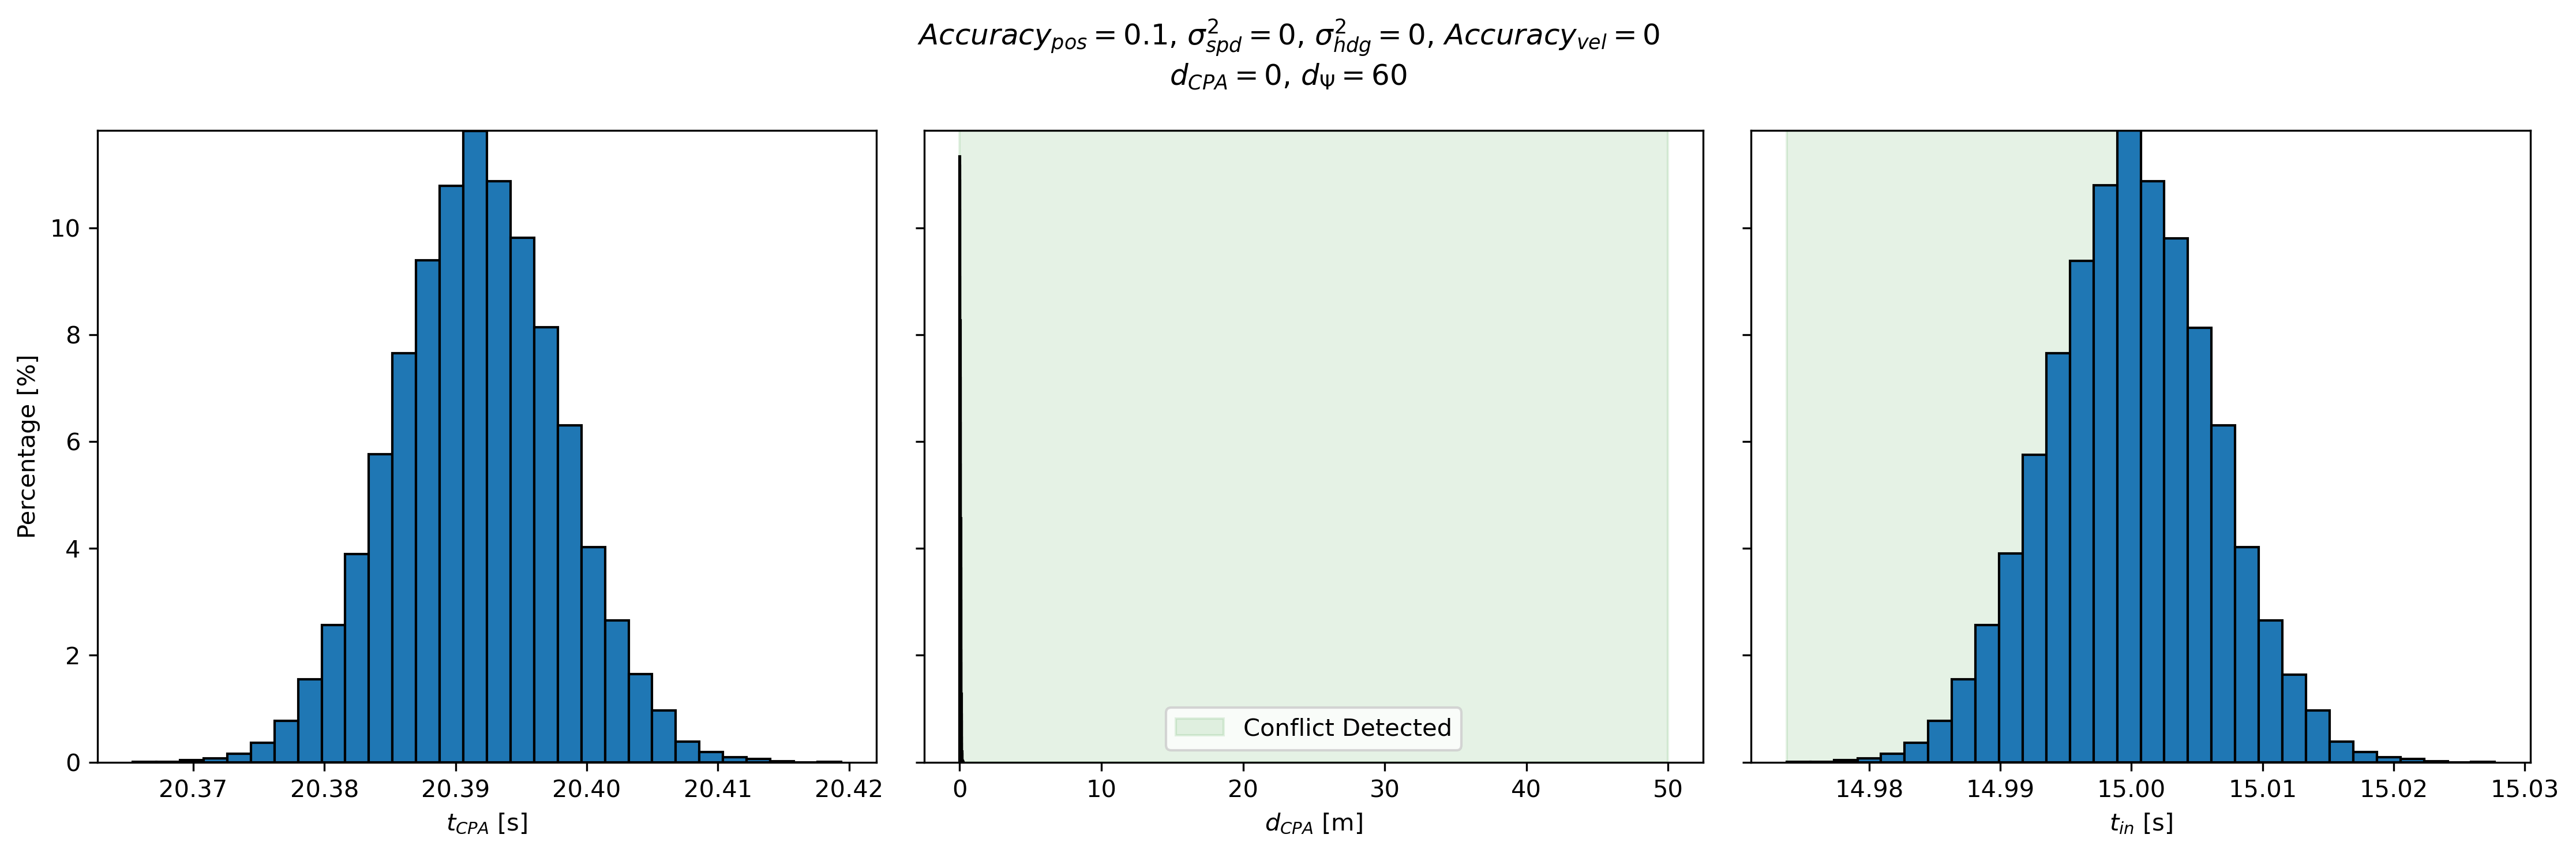 Accuracy_pos = 0.1, σ²_spd = 0, σ²_hdg = 0, Accuracy_vel = 0
d_CPA = 0, d_Ψ = 60
Percentage [%]
10
8
6
4
2
0
20.37 20.38 20.39 20.40 20.41 20.42
t_CPA [s]
Conflict Detected
0 10 20 30 40 50
d_CPA [m]
14.98 14.99 15.00 15.01 15.02 15.03
t_in [s]